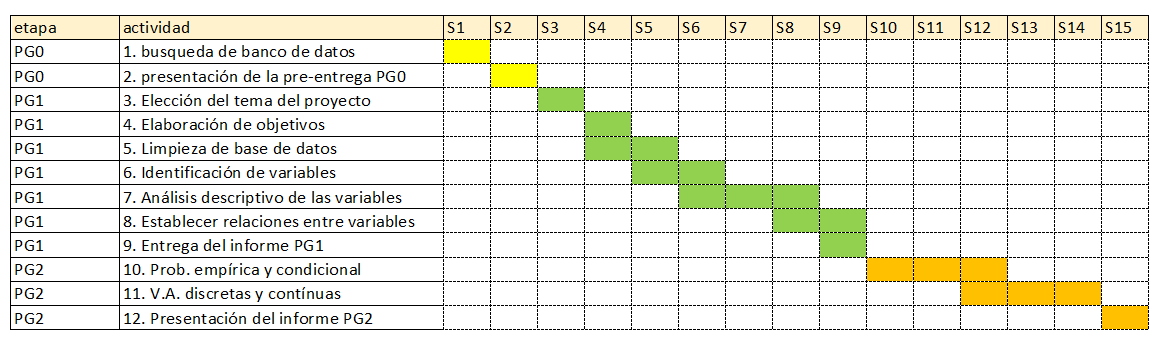 etapa actividad S1 S2 S3 S4 S5 S6 S7 S8 S9 S10 S11 S12 S13 S14 S15
PG0 1. busqueda de banco de datos
PG0 2. presentación de la pre-entrega PG0
PG1 3. Elección del tema del proyecto
PG1 4. Elaboración de objetivos
PG1 5. Limpieza de base de datos
PG1 6. Identificación de variables
PG1 7. Análisis descriptivo de las variables
PG1 8. Establecer relaciones entre variables
PG1 9. Entrega del informe PG1
PG2 10. Prob. empírica y condicional
PG2 11. V.A. discretas y contínuas
PG2 12. Presentación del informe PG2